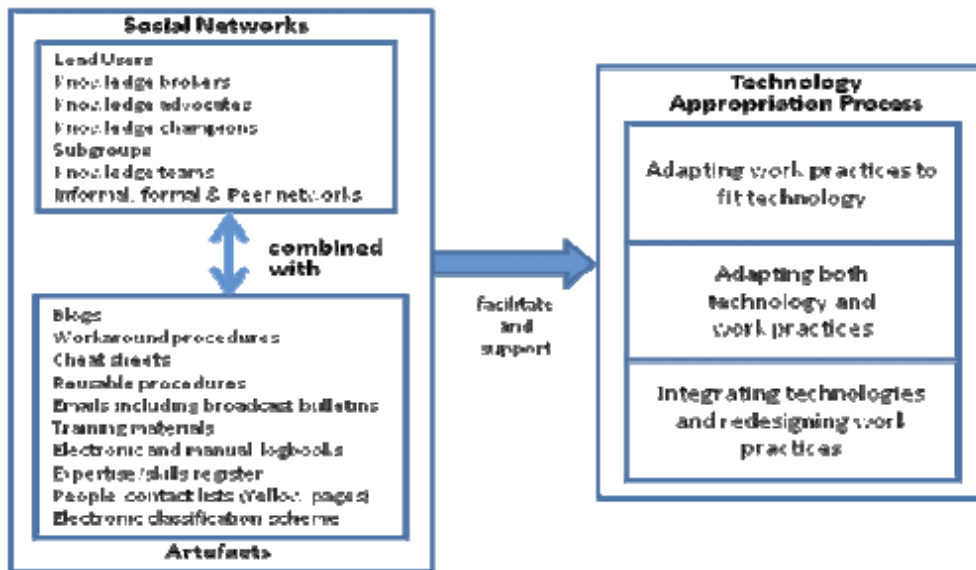 Social Networks
Lead Users
Knowledge brokers
Knowledge advocates
Knowledge champions
Subgroups
Knowledge teams
Informal, formal & Peer networks
combined
with
Blogs
Workaround procedures
Cheat sheets
Reusable procedures
Emails including broadcast bulletins
Training materials
Electronic and manual logbooks
Expertise/skills register
People contact lists (Yellow pages)
Electronic classification scheme
Artefacts
facilitate
and
support
Technology
Appropriation Process
Adapting work practices to
fit technology
Adapting both
technology and
work practices
Integrating technologies
and redesigning work
practices